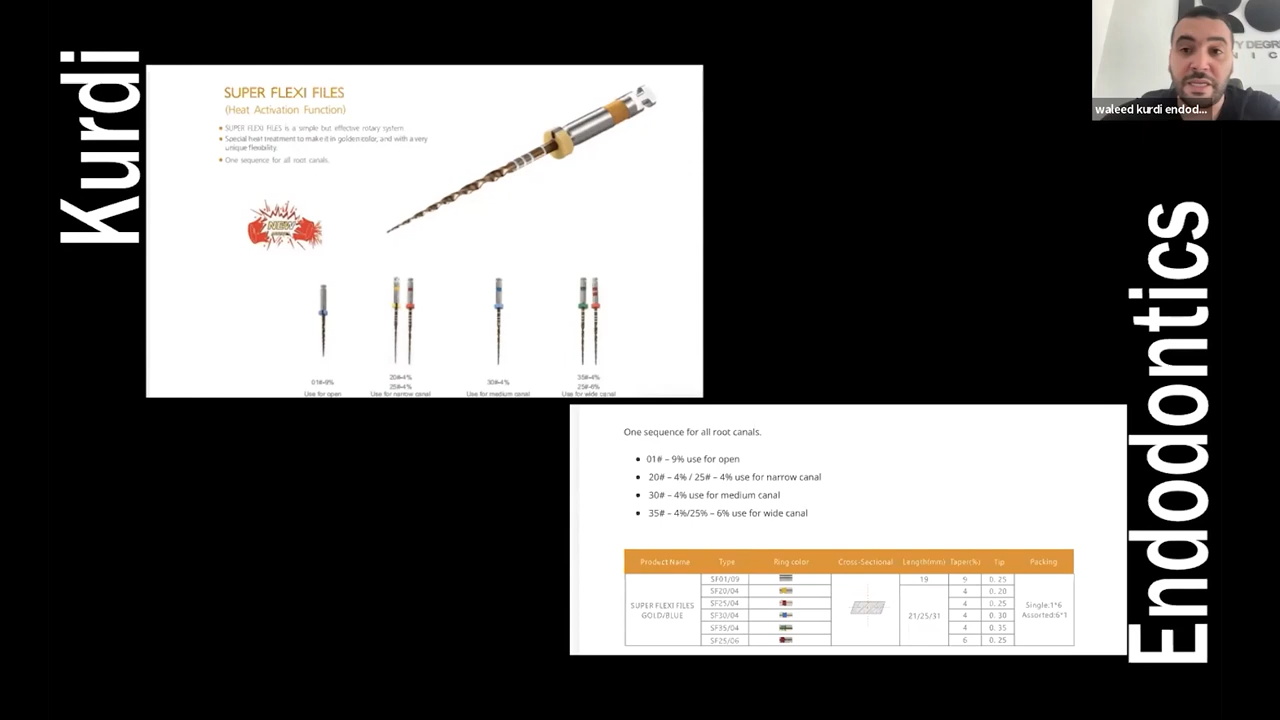 Kurdi
SUPER FLEXI FILES
(Heat Activation Function)
SUPER FLEXI FILES is a simple but effective rotary system
Special heat treatment to make it in golden color, and with a very
unique flexibility.
One sequence for all root canals.
NEW
01#-9%
Use for open
20#-4%
25#-4%
Use for narrow canal
30#-4%
Use for medium canal
35#-4%
25#-6%
Use for wide canal
Y DEGR
N I C
waleed kurdi endod...
Endodontics
One sequence for all root canals.
01# – 9% use for open
20# – 4% / 25# – 4% use for narrow canal
30# – 4% use for medium canal
35# – 4%/25% – 6% use for wide canal
Product Name Type Ring color Cross-Sectional Length(mm) Taper(%) Tip Packing
SF01/09 19 9 0. 25
SF20/04 4 0. 20
SF25/04 4 0. 25
SUPER FLEXI FILES
GOLD/BLUE
SF30/04 21/25/31 4 0. 30
Single:1*6
Assorted:6*1
SF35/04 4 0. 35
SF25/06 6 0. 25